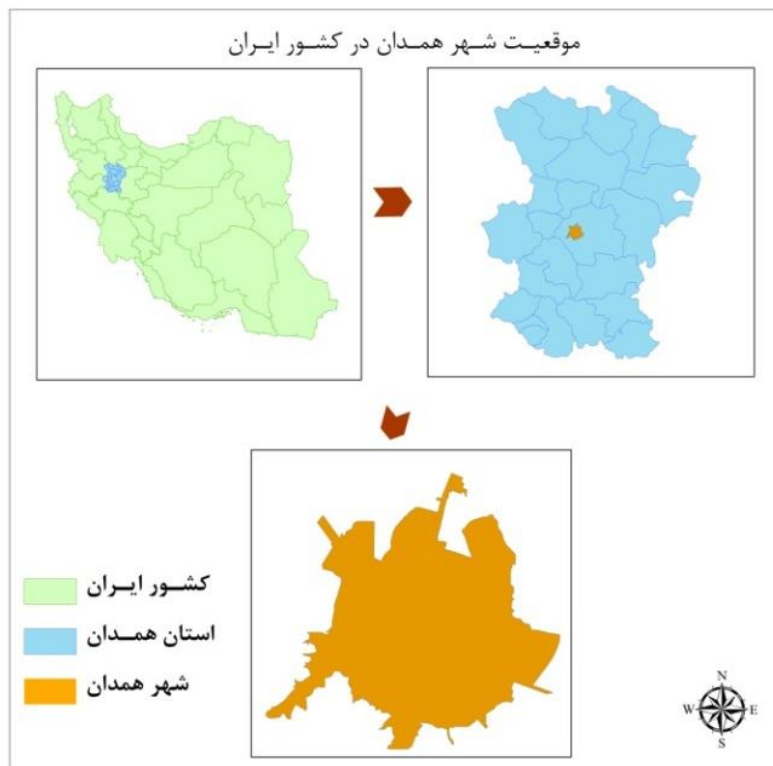 موقعیت شهر همدان در کشور ایران
کشور ایران
استان همدان
شهر همدان
N
W E
S